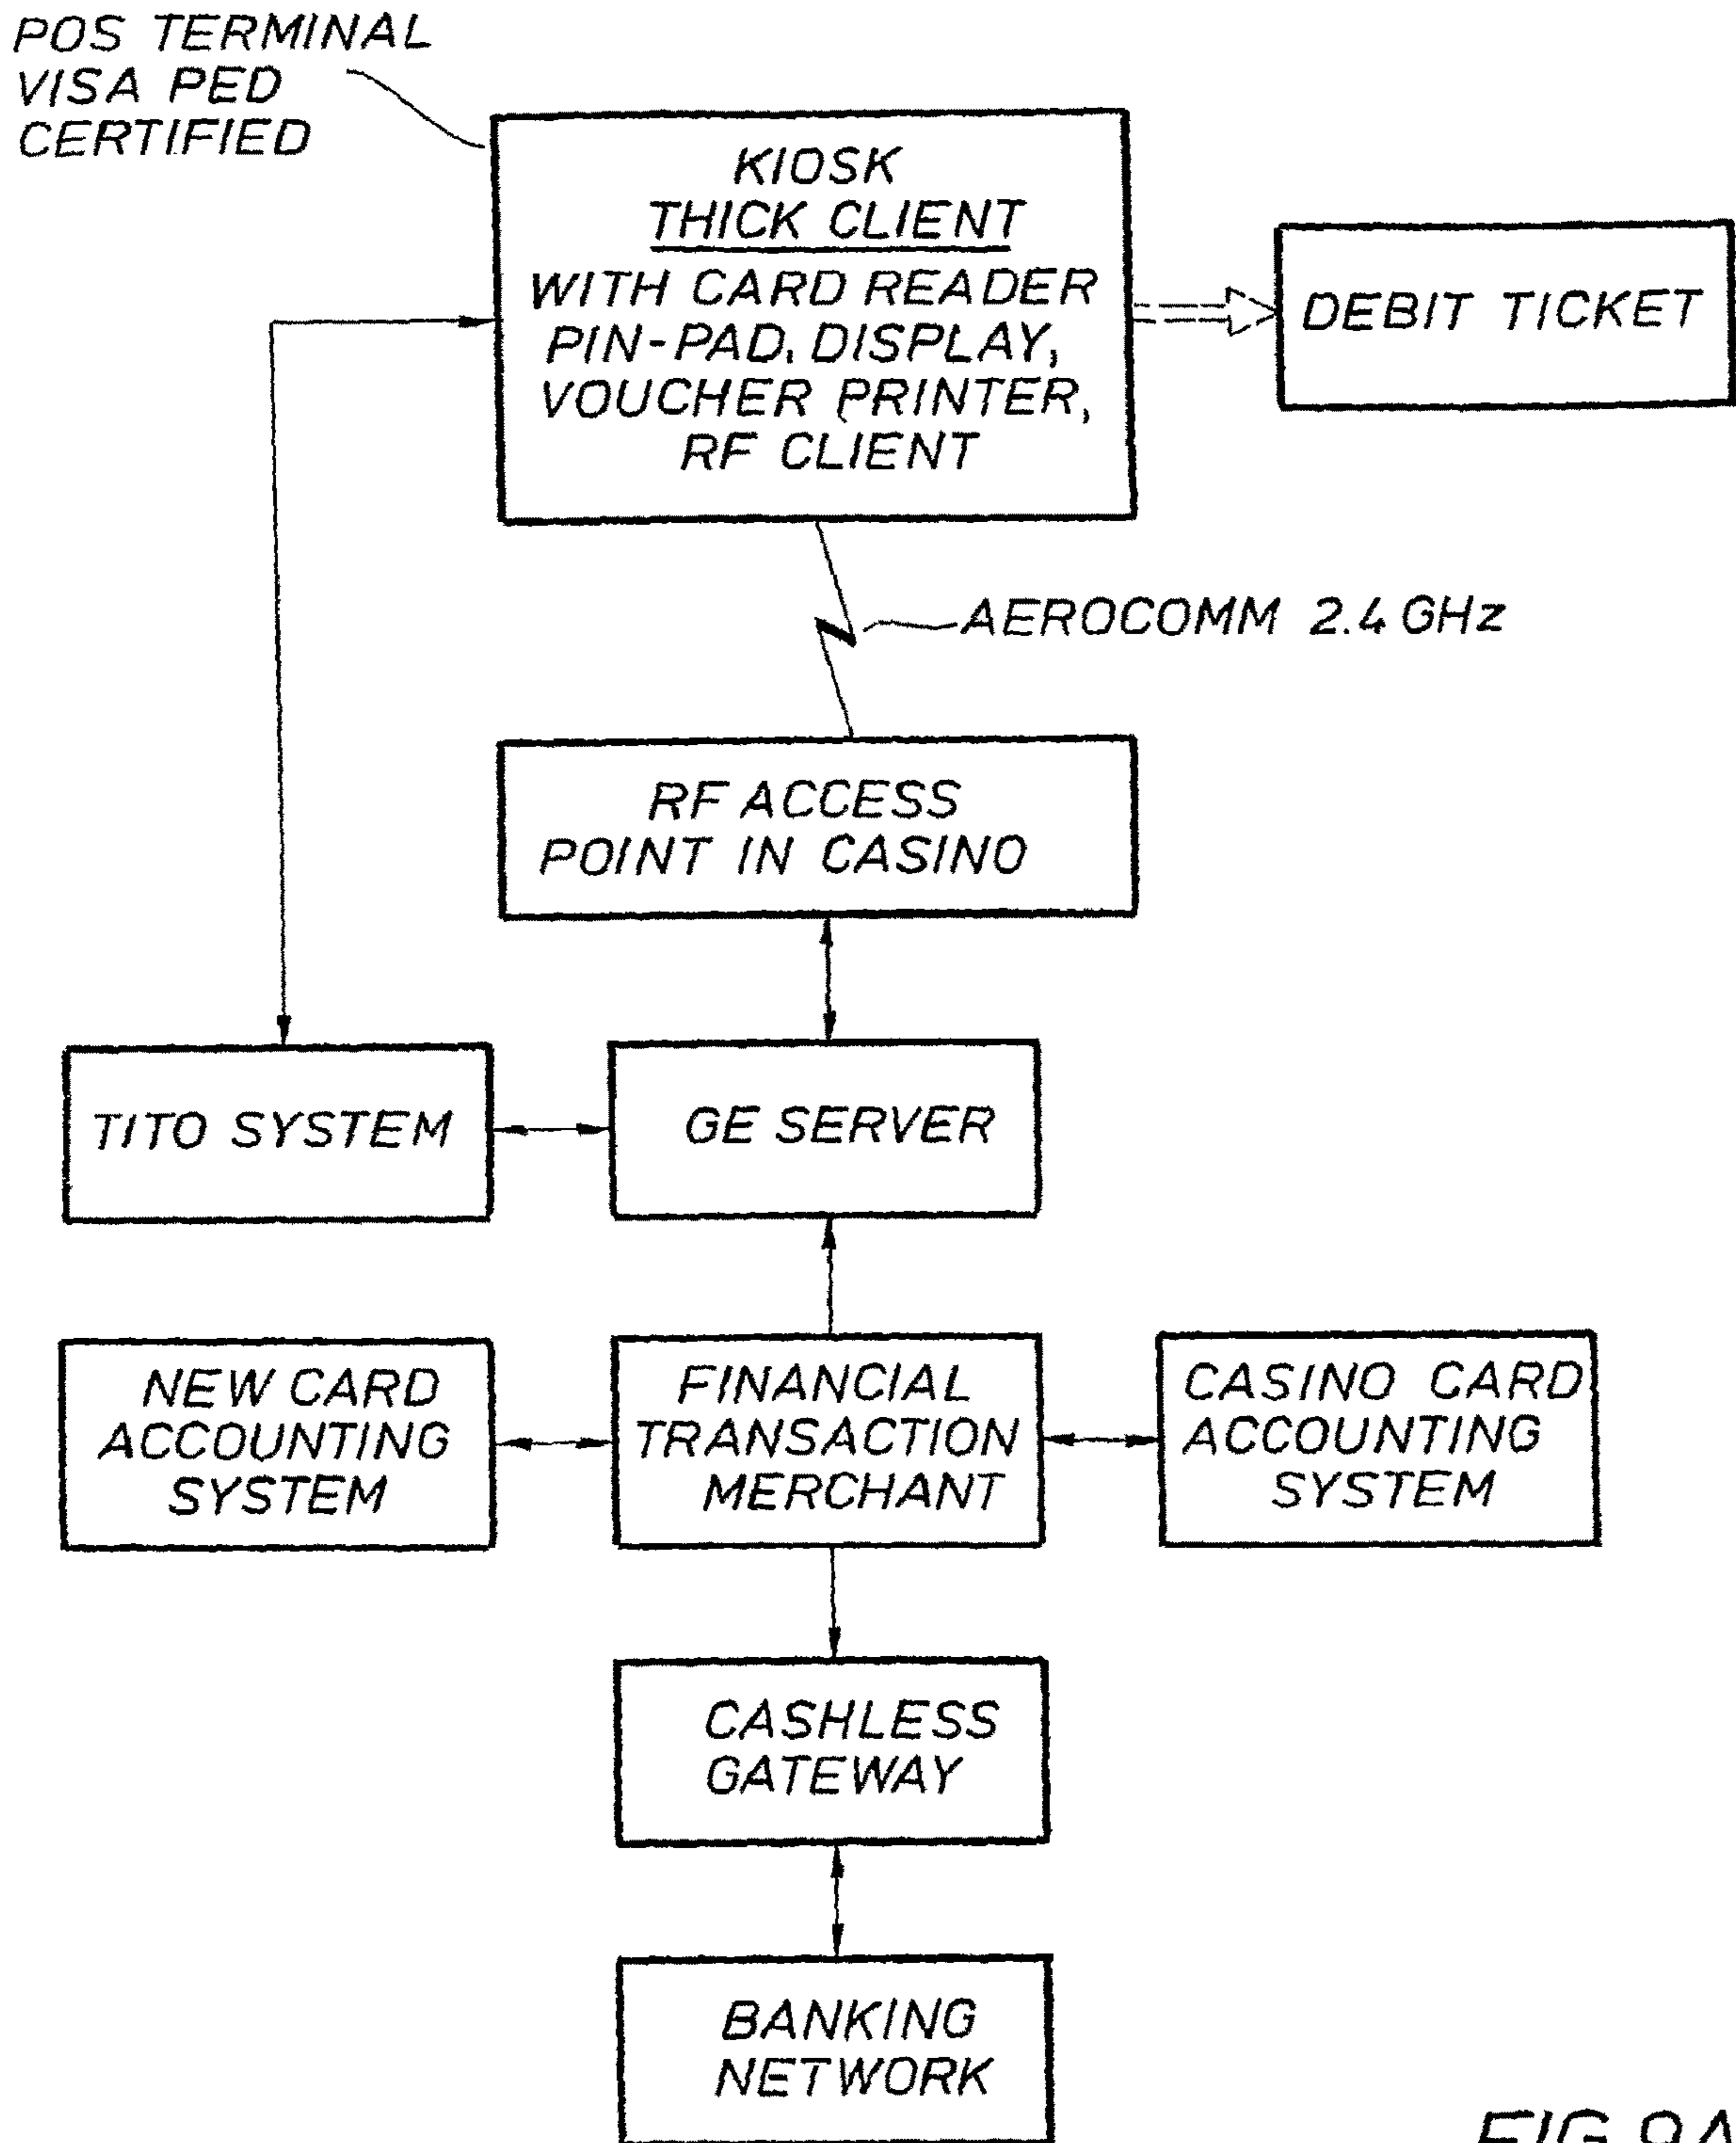 POS TERMINAL
VISA PED
CERTIFIED
KIOSK
THICK CLIENT
WITH CARD READER
PIN-PAD, DISPLAY,
VOUCHER PRINTER,
RF CLIENT
DEBIT TICKET
AEROCOMM 2.4 GHz
RF ACCESS
POINT IN CASINO
TITO SYSTEM
GE SERVER
NEW CARD
ACCOUNTING
SYSTEM
FINANCIAL
TRANSACTION
MERCHANT
CASINO CARD
ACCOUNTING
SYSTEM
CASHLESS
GATEWAY
BANKING
NETWORK
FIG.9A